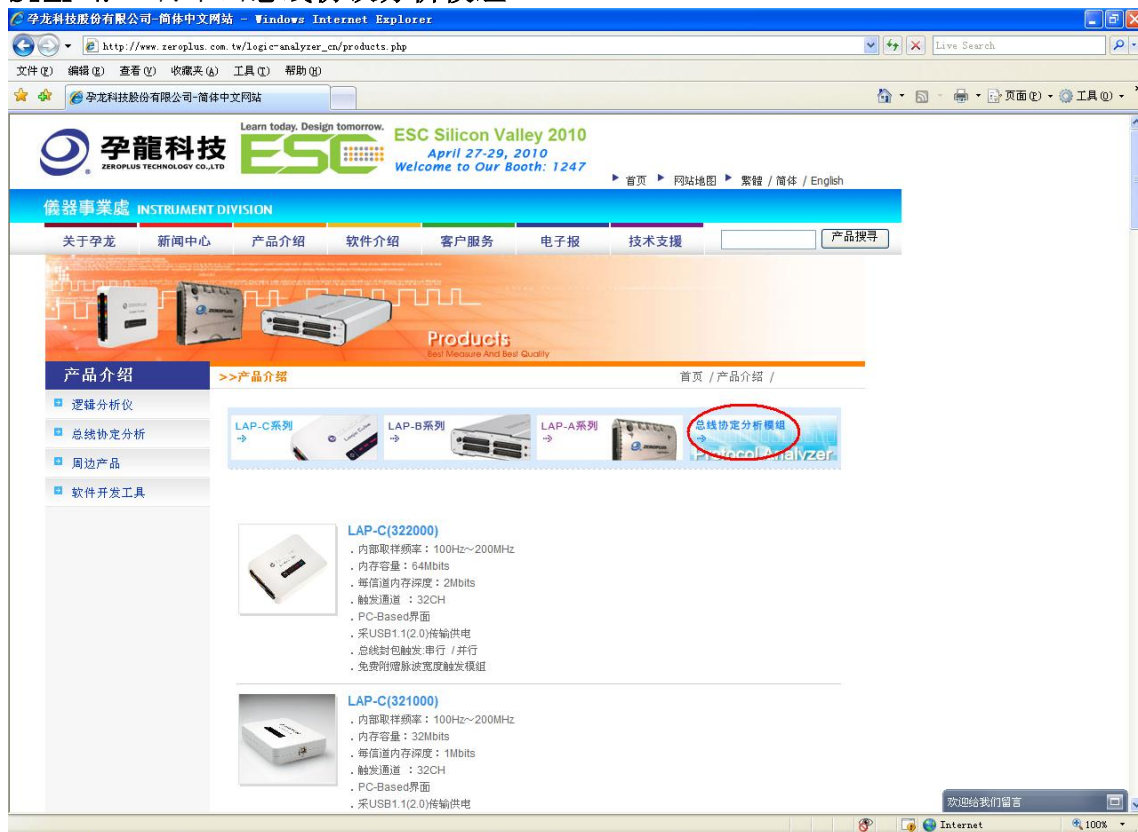 孕龙科技股份有限公司-简体中文网站 - Windows Internet Explorer
http://www.zeroplus.com.tw/logic-analyzer_cn/products.php
Live Search
文件(F) 编辑(E) 查看(V) 收藏夹(A) 工具(T) 帮助(H)
孕龙科技股份有限公司-简体中文网站
页面(P) 工具(O)
孕龍科技
ZEROPLUS TECHNOLOGY CO.,LTD
Learn today. Design tomorrow.
ESC
ESC Silicon Valley 2010
April 27-29, 2010
Welcome to Our Booth: 1247
首页 网站地图 繁體 / 简体 / English
儀器事業處 INSTRUMENT DIVISION
关于孕龙 新闻中心 产品介绍 软件介绍 客户服务 电子报 技术支援 产品搜寻
Products
Best Measure And Best Quality
产品介绍
>>产品介绍
首页 / 产品介绍 /
逻辑分析仪
总线协定分析
周边产品
软件开发工具
LAP-C系列
LAP-B系列
LAP-A系列
总线协定分析模组
Protocol Analyzer
LAP-C(322000)
．内部取样频率：100Hz～200MHz
．内存容量：64Mbits
．每信道内存深度：2Mbits
．触发通道 ：32CH
．PC-Based界面
．采USB1.1(2.0)传输供电
．总线封包触发:串行 / 并行
．免费附赠脉波宽度触发模组
LAP-C(321000)
．内部取样频率：100Hz～200MHz
．内存容量：32Mbits
．每信道内存深度：1Mbits
．触发通道 ：32CH
．PC-Based界面
．采USB1.1(2.0)传输供电
欢迎给我们留言
Internet
100%